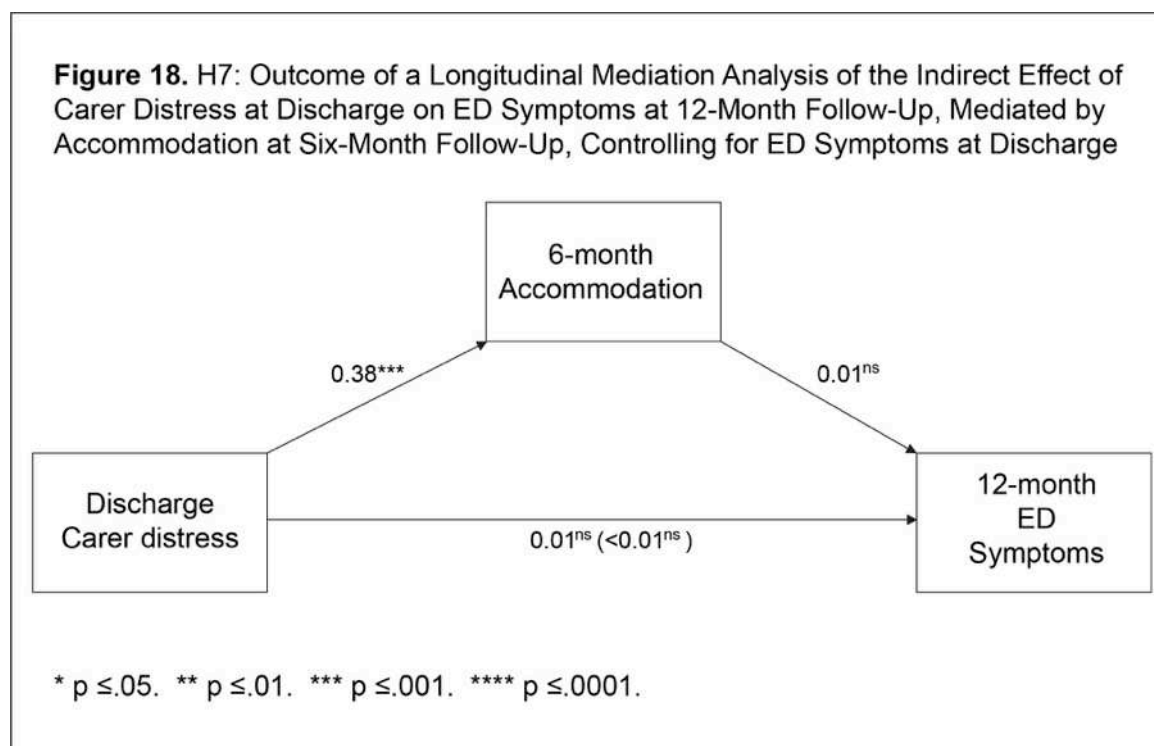 Figure 18. H7: Outcome of a Longitudinal Mediation Analysis of the Indirect Effect of
Carer Distress at Discharge on ED Symptoms at 12-Month Follow-Up, Mediated by
Accommodation at Six-Month Follow-Up, Controlling for ED Symptoms at Discharge
6-month
Accommodation
0.38***
0.01ns
Discharge
Carer distress
0.01ns (<0.01ns )
12-month
ED
Symptoms
* p ≤.05. ** p ≤.01. *** p ≤.001. **** p ≤.0001.